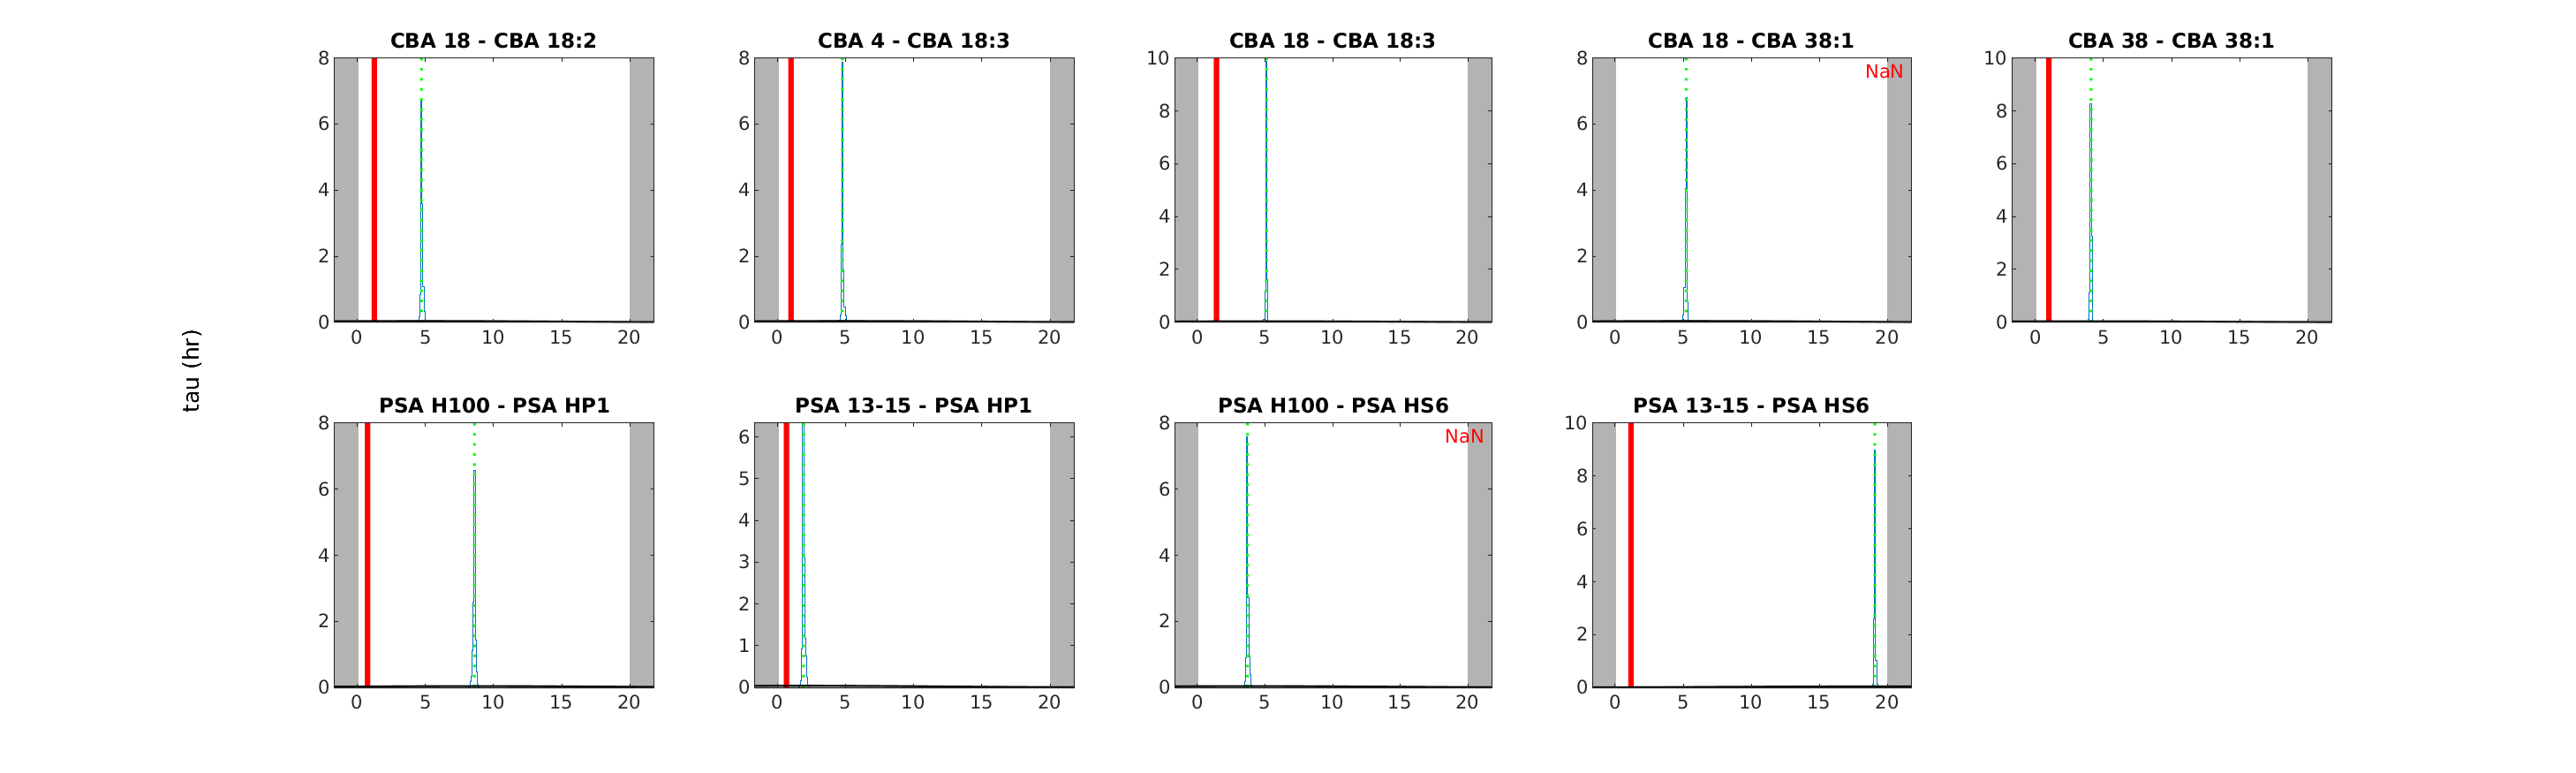 CBA 18 - CBA 18:2
CBA 4 - CBA 18:3
CBA 18 - CBA 18:3
CBA 18 - CBA 38:1
CBA 38 - CBA 38:1
8
6
4
2
0
0 5 10 15 20
8
6
4
2
0
0 5 10 15 20
10
8
6
4
2
0
0 5 10 15 20
NaN
8
6
4
2
0
0 5 10 15 20
10
8
6
4
2
0
0 5 10 15 20
tau (hr)
PSA H100 - PSA HP1
PSA 13-15 - PSA HP1
PSA H100 - PSA HS6
PSA 13-15 - PSA HS6
8
6
4
2
0
0 5 10 15 20
6
5
4
3
2
1
0
0 5 10 15 20
NaN
8
6
4
2
0
0 5 10 15 20
10
8
6
4
2
0
0 5 10 15 20